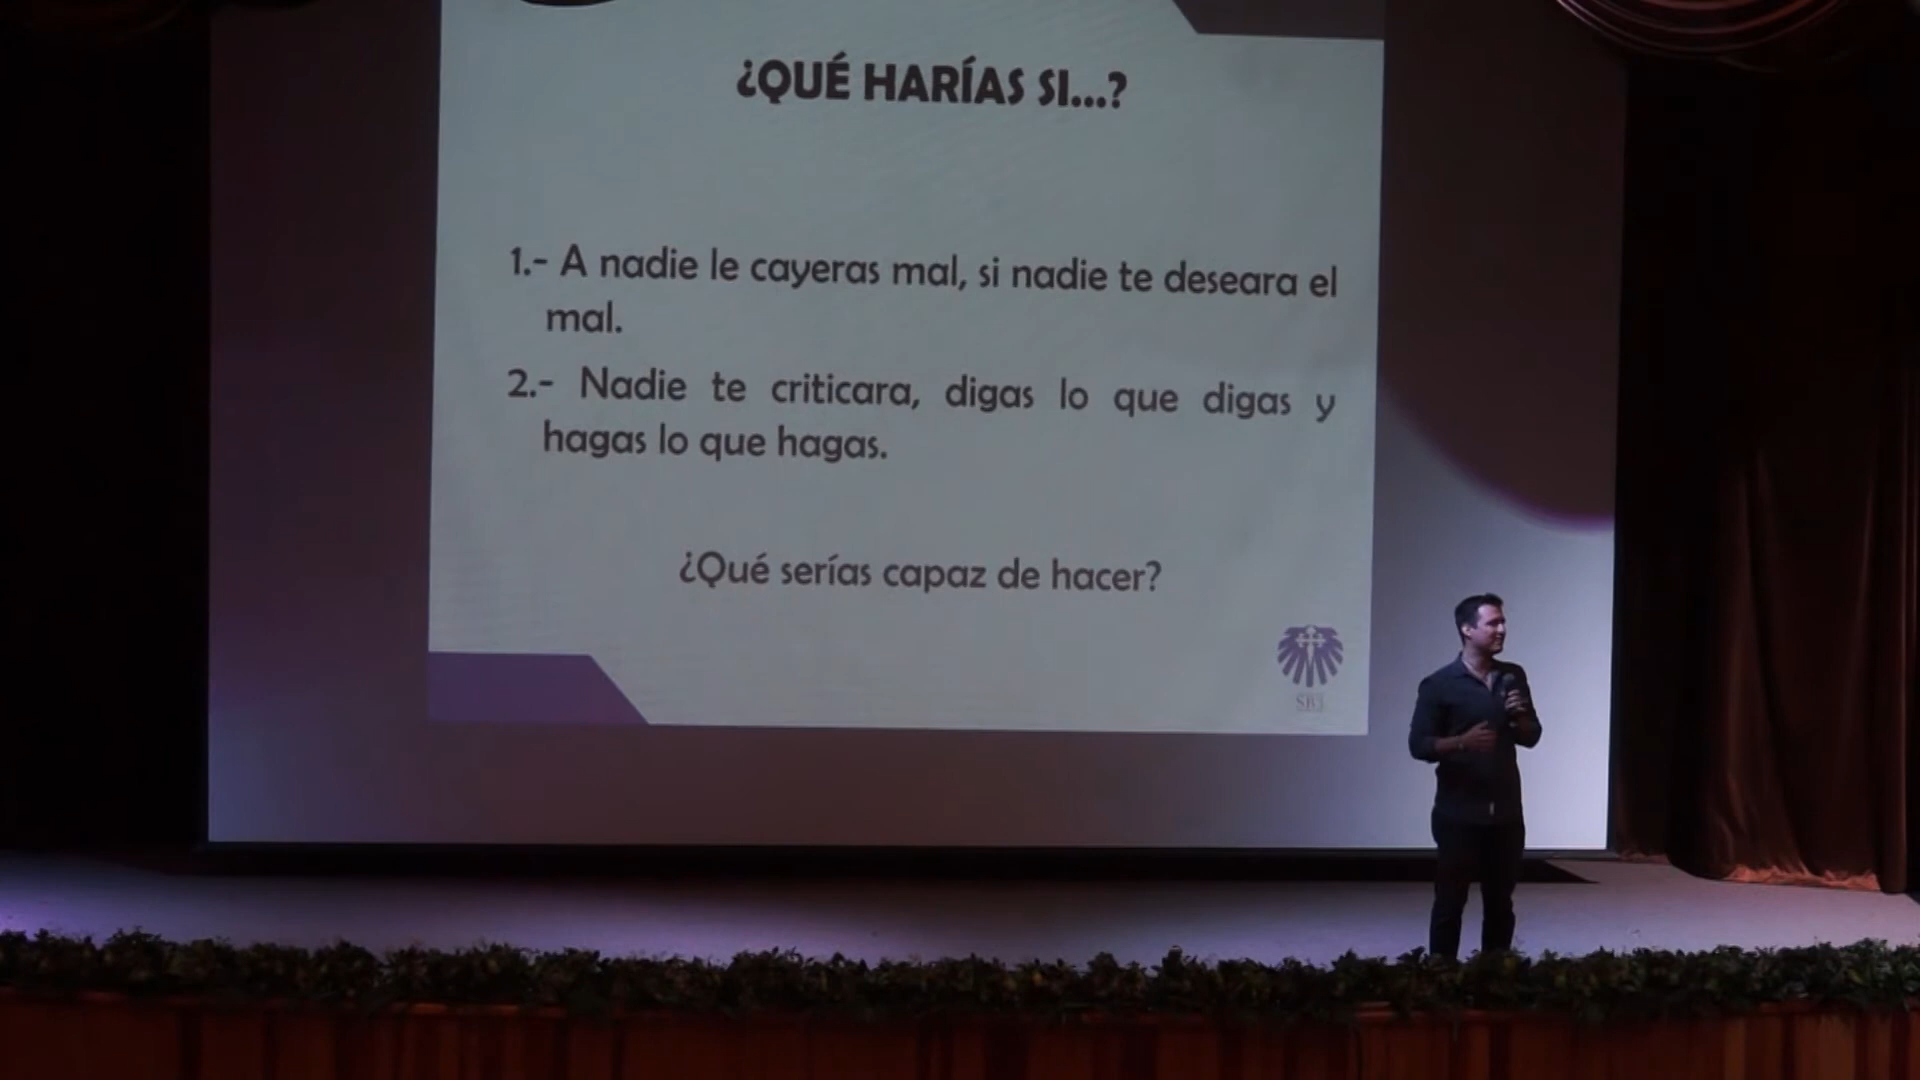 ¿QUÉ HARÍAS SI...?
1.- A nadie le cayeras mal, si nadie te deseara el
mal.
2.- Nadie te criticara, digas lo que digas y
hagas lo que hagas.
¿Qué serías capaz de hacer?